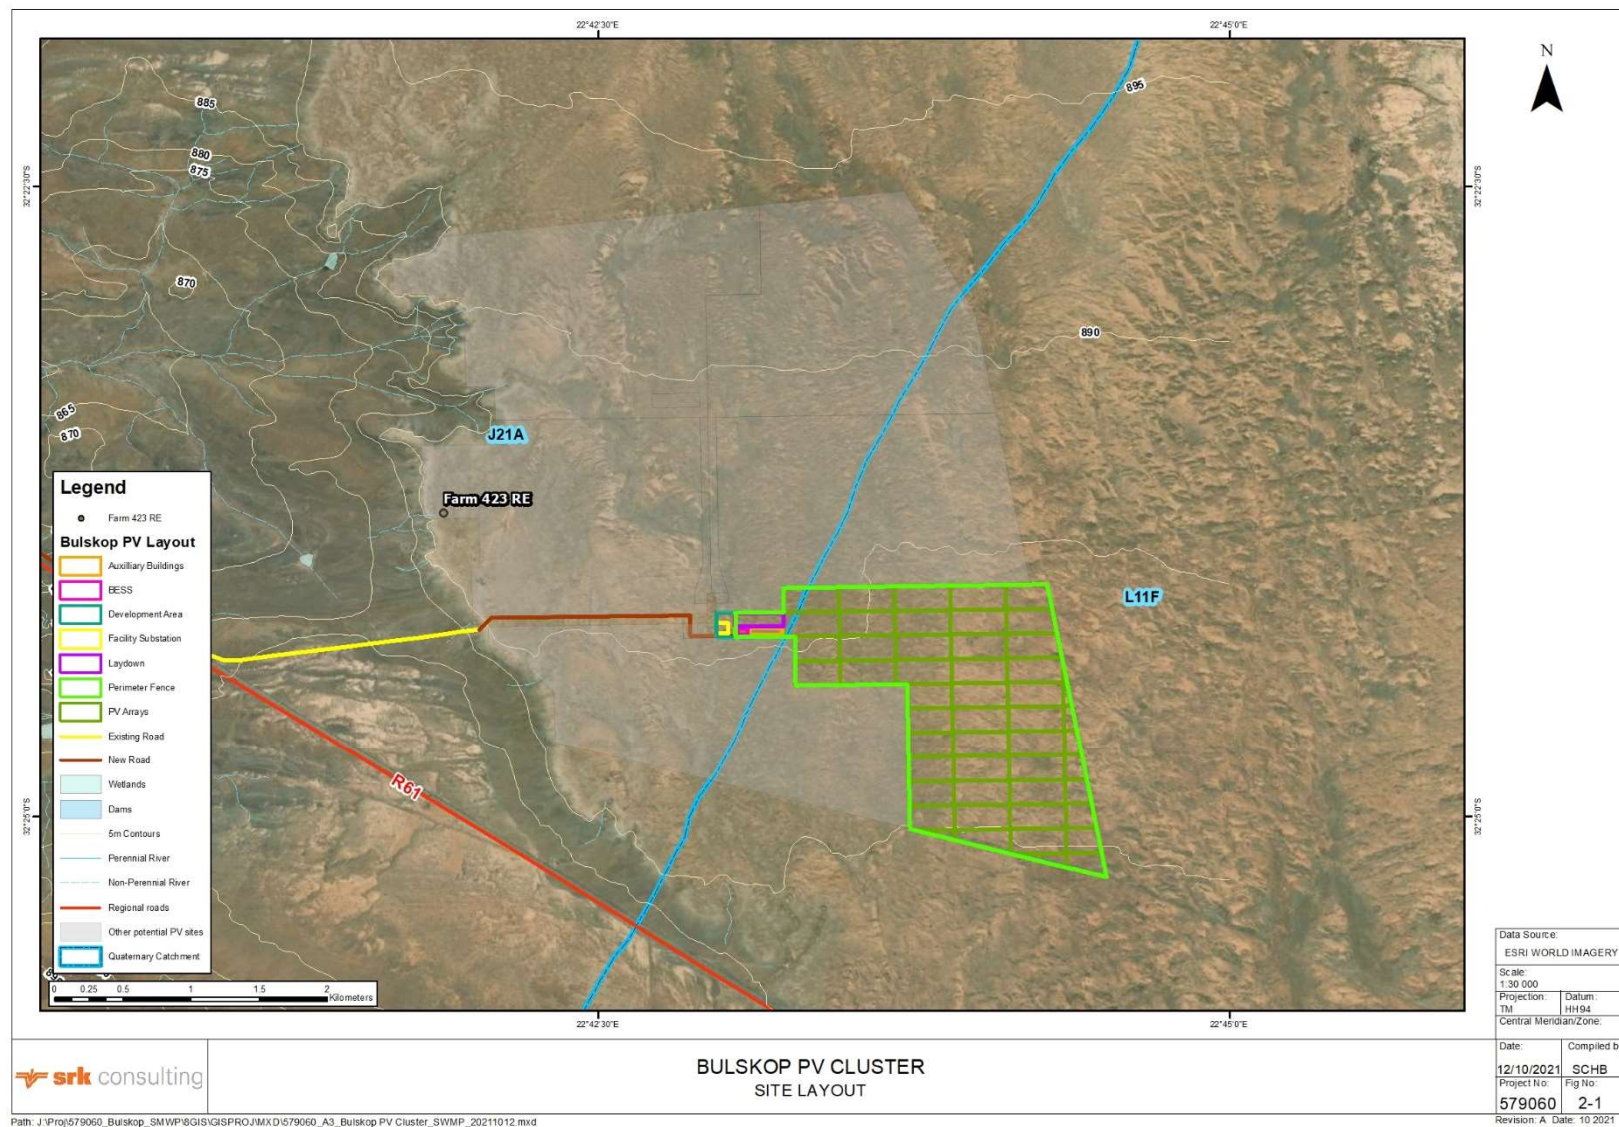 22°42'30"E
22°45'0"E
N
32°22'30"S
32°22'30"S
895
885
880
875
870
890
865
870
J21A
Farm 423 RE
L11F
R61
Legend
Farm 423 RE
Bulskop PV Layout
Auxilliary Buildings
BESS
Development Area
Facility Substation
Laydown
Perimeter Fence
PV Arrays
Existing Road
New Road
Wetlands
Dams
5m Contours
Perennial River
Non-Perennial River
Regional roads
Other potential PV sites
Quaternary Catchment
0 0.25 0.5 1 1.5 2
Kilometers
32°25'0"S
32°25'0"S
22°42'30"E
22°45'0"E
Data Source:
ESRI WORLD IMAGERY
Scale:
1:30 000
Projection: Datum:
TM HH94
Central Meridian/Zone:
Date: Compiled b
12/10/2021 SCHB
Project No: Fig No:
579060 2-1
Revision: A Date: 10 2021
srk consulting
BULSKOP PV CLUSTER
SITE LAYOUT
Path: J:\Proj\579060_Bulskop_SMWP\8GIS\GISPROJ\MXD\579060_A3_Bulskop PV Cluster_SWMP_20211012.mxd